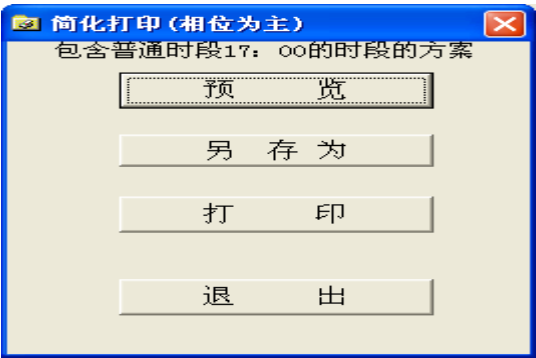 简化打印(相位为主)
包含普通时段17：00的时段的方案
预 览
另 存 为
打 印
退 出